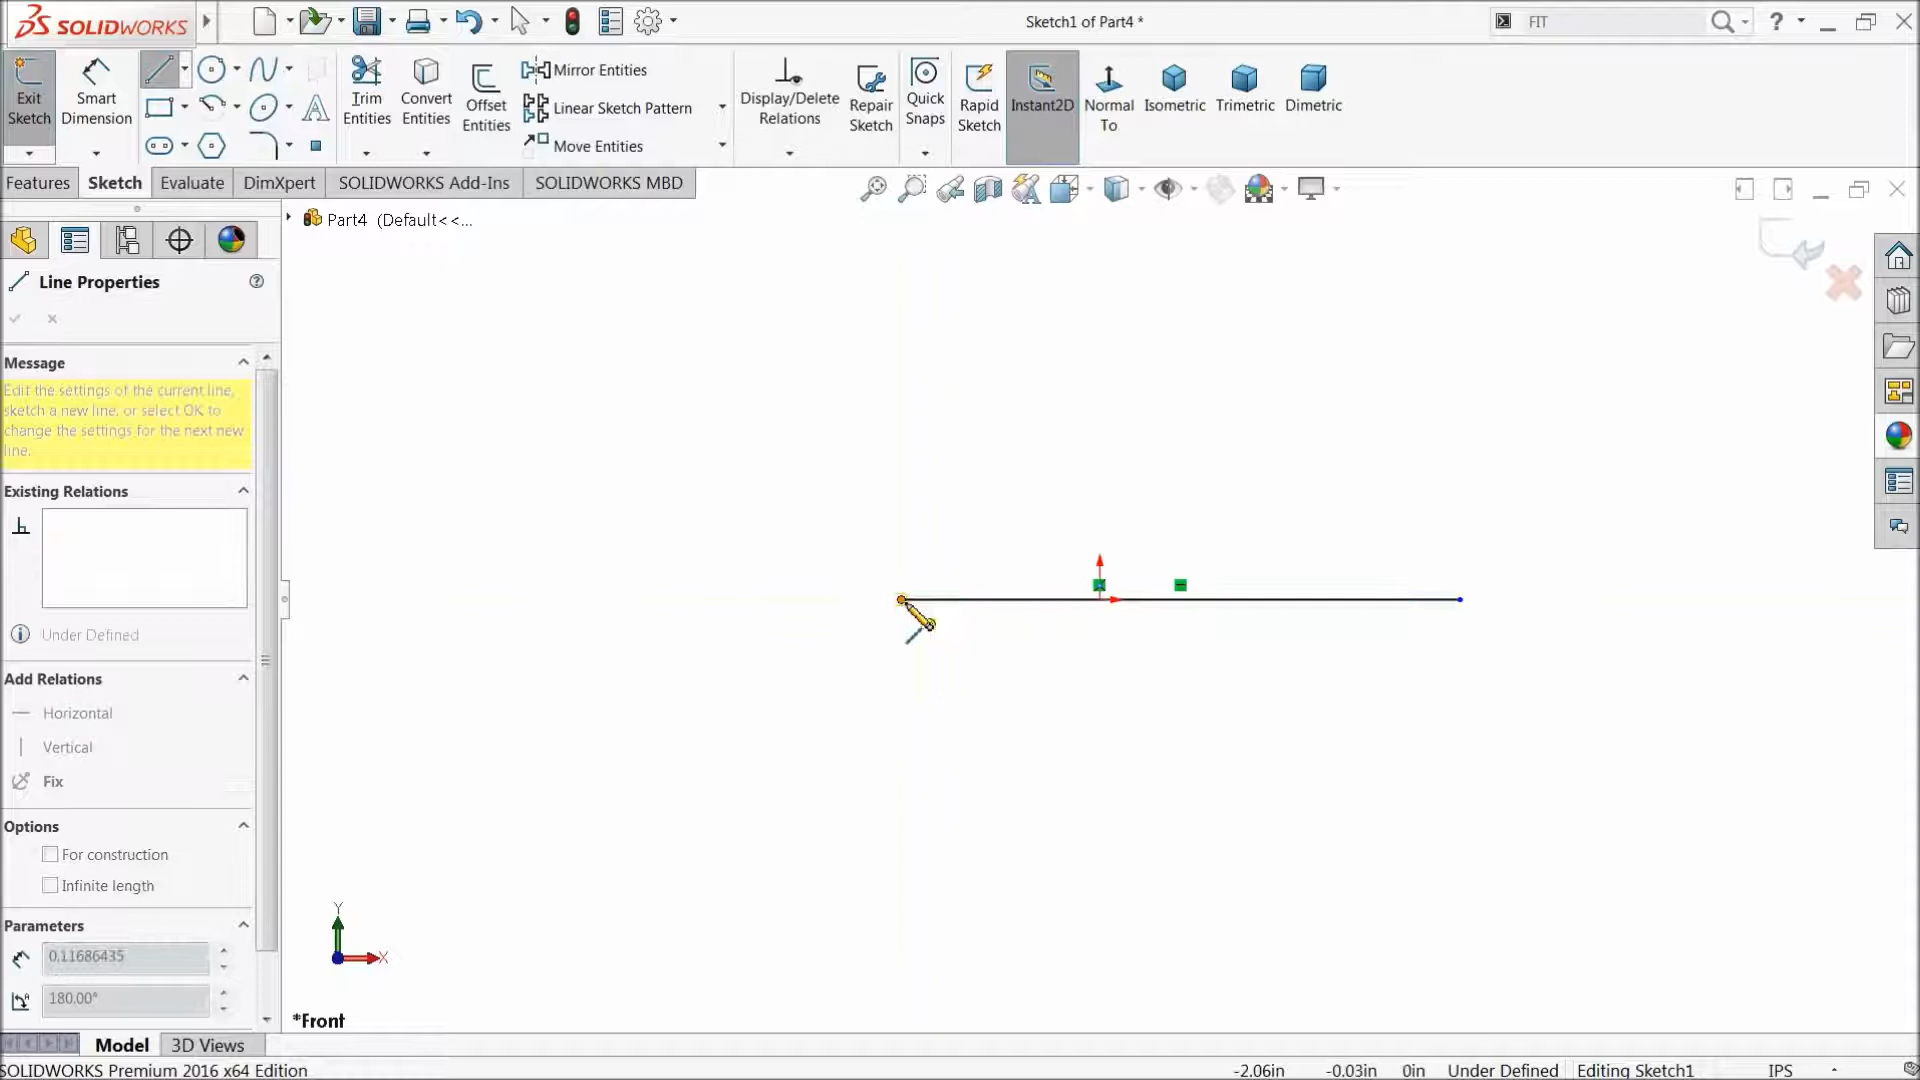 SOLIDWORKS
Sketch1 of Part4 *
FIT
?
Exit
Sketch
Smart
Dimension
Trim
Entities
Convert
Entities
Offset
Entities
Mirror Entities
Linear Sketch Pattern
Move Entities
Display/Delete
Relations
Repair
Sketch
Quick
Snaps
Rapid
Sketch
Instant2D
Normal
To
Isometric
Trimetric
Dimetric
Features
Sketch
Evaluate
DimXpert
SOLIDWORKS Add-Ins
SOLIDWORKS MBD
Part4 (Default<<...
Line Properties
Message
Edit the settings of the current line,
sketch a new line, or select OK to
change the settings for the next new
line.
Existing Relations
Under Defined
Add Relations
Horizontal
Vertical
Fix
Options
For construction
Infinite length
Parameters
0.11686435
180.00°
Y
X
*Front
Model
3D Views
SOLIDWORKS Premium 2016 x64 Edition
-2.06in
-0.03in
0in
Under Defined
Editing Sketch1
IPS